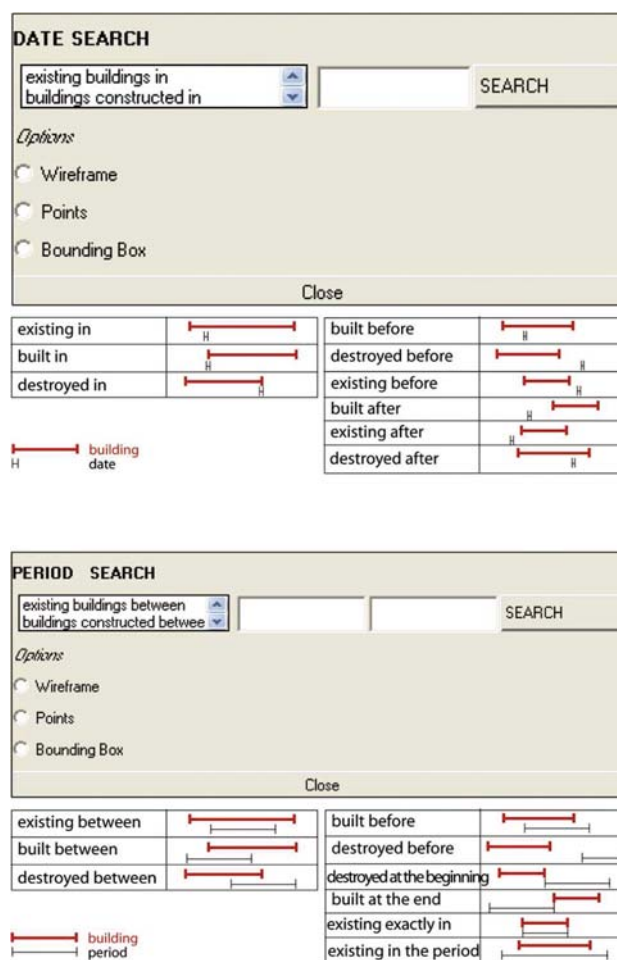 DATE SEARCH
existing buildings in
buildings constructed in
SEARCH
Options
Wireframe
Points
Bounding Box
Close
existing in
built in
destroyed in
building
date
built before
destroyed before
existing before
built after
existing after
destroyed after
PERIOD SEARCH
existing buildings between
buildings constructed betwee
SEARCH
Options
Wireframe
Points
Bounding Box
Close
existing between
built between
destroyed between
building
period
built before
destroyed before
destroyed at the beginning
built at the end
existing exactly in
existing in the period